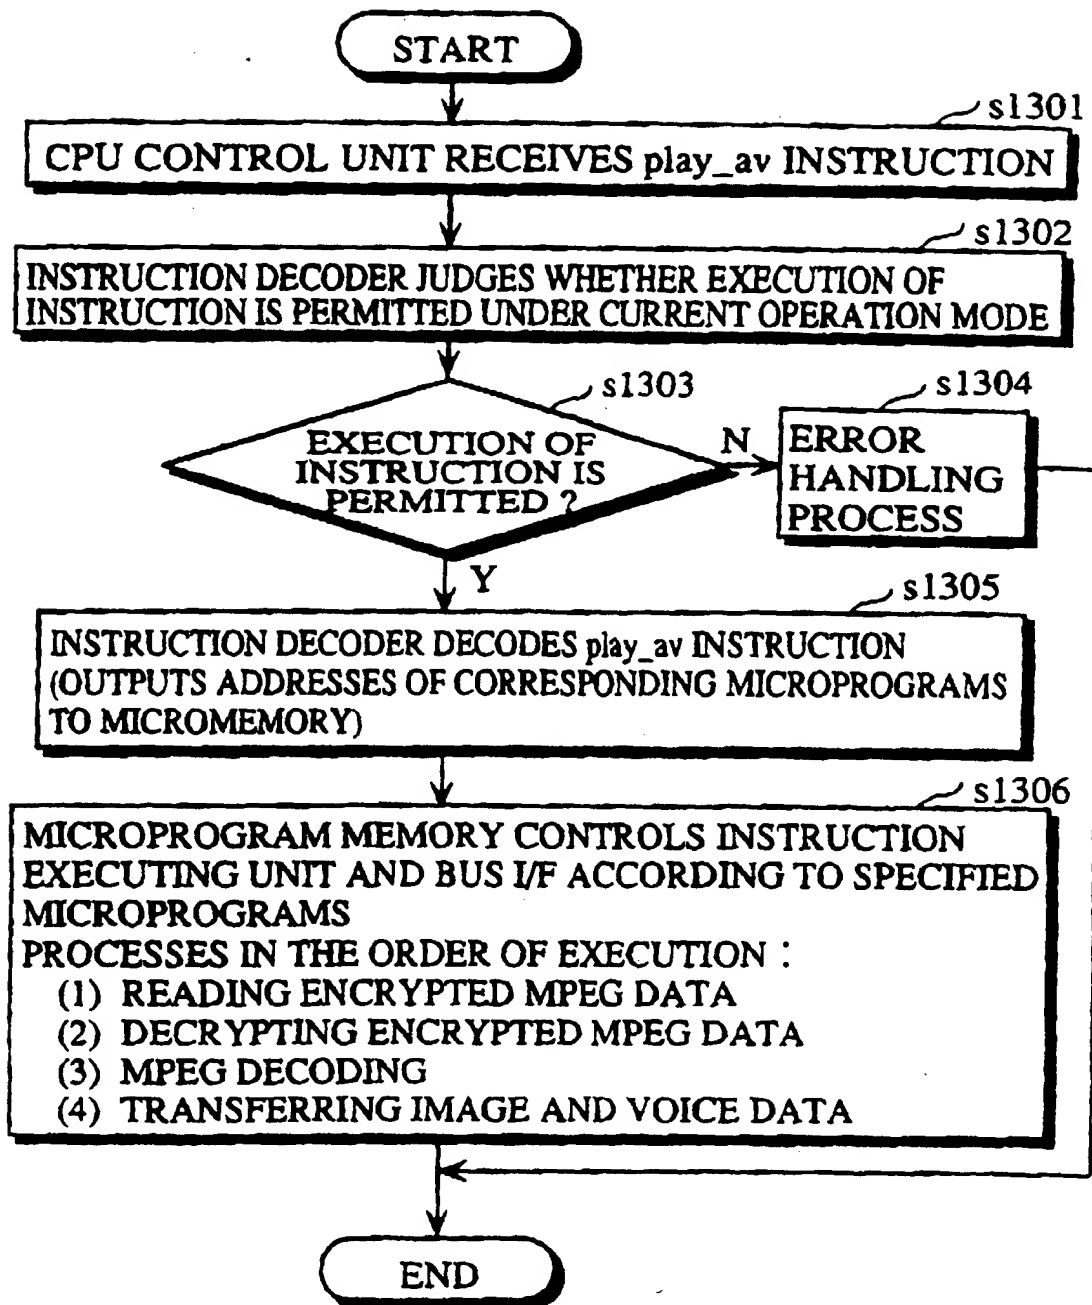 START
s1301
CPU CONTROL UNIT RECEIVES play_av INSTRUCTION
s1302
INSTRUCTION DECODER JUDGES WHETHER EXECUTION OF
INSTRUCTION IS PERMITTED UNDER CURRENT OPERATION MODE
s1303
EXECUTION OF
INSTRUCTION IS
PERMITTED ?
N
s1304
ERROR
HANDLING
PROCESS
Y
s1305
INSTRUCTION DECODER DECODES play_av INSTRUCTION
(OUTPUTS ADDRESSES OF CORRESPONDING MICROPROGRAMS
TO MICROMEMORY)
s1306
MICROPROGRAM MEMORY CONTROLS INSTRUCTION
EXECUTING UNIT AND BUS I/F ACCORDING TO SPECIFIED
MICROPROGRAMS
PROCESSES IN THE ORDER OF EXECUTION :
(1) READING ENCRYPTED MPEG DATA
(2) DECRYPTING ENCRYPTED MPEG DATA
(3) MPEG DECODING
(4) TRANSFERRING IMAGE AND VOICE DATA
END